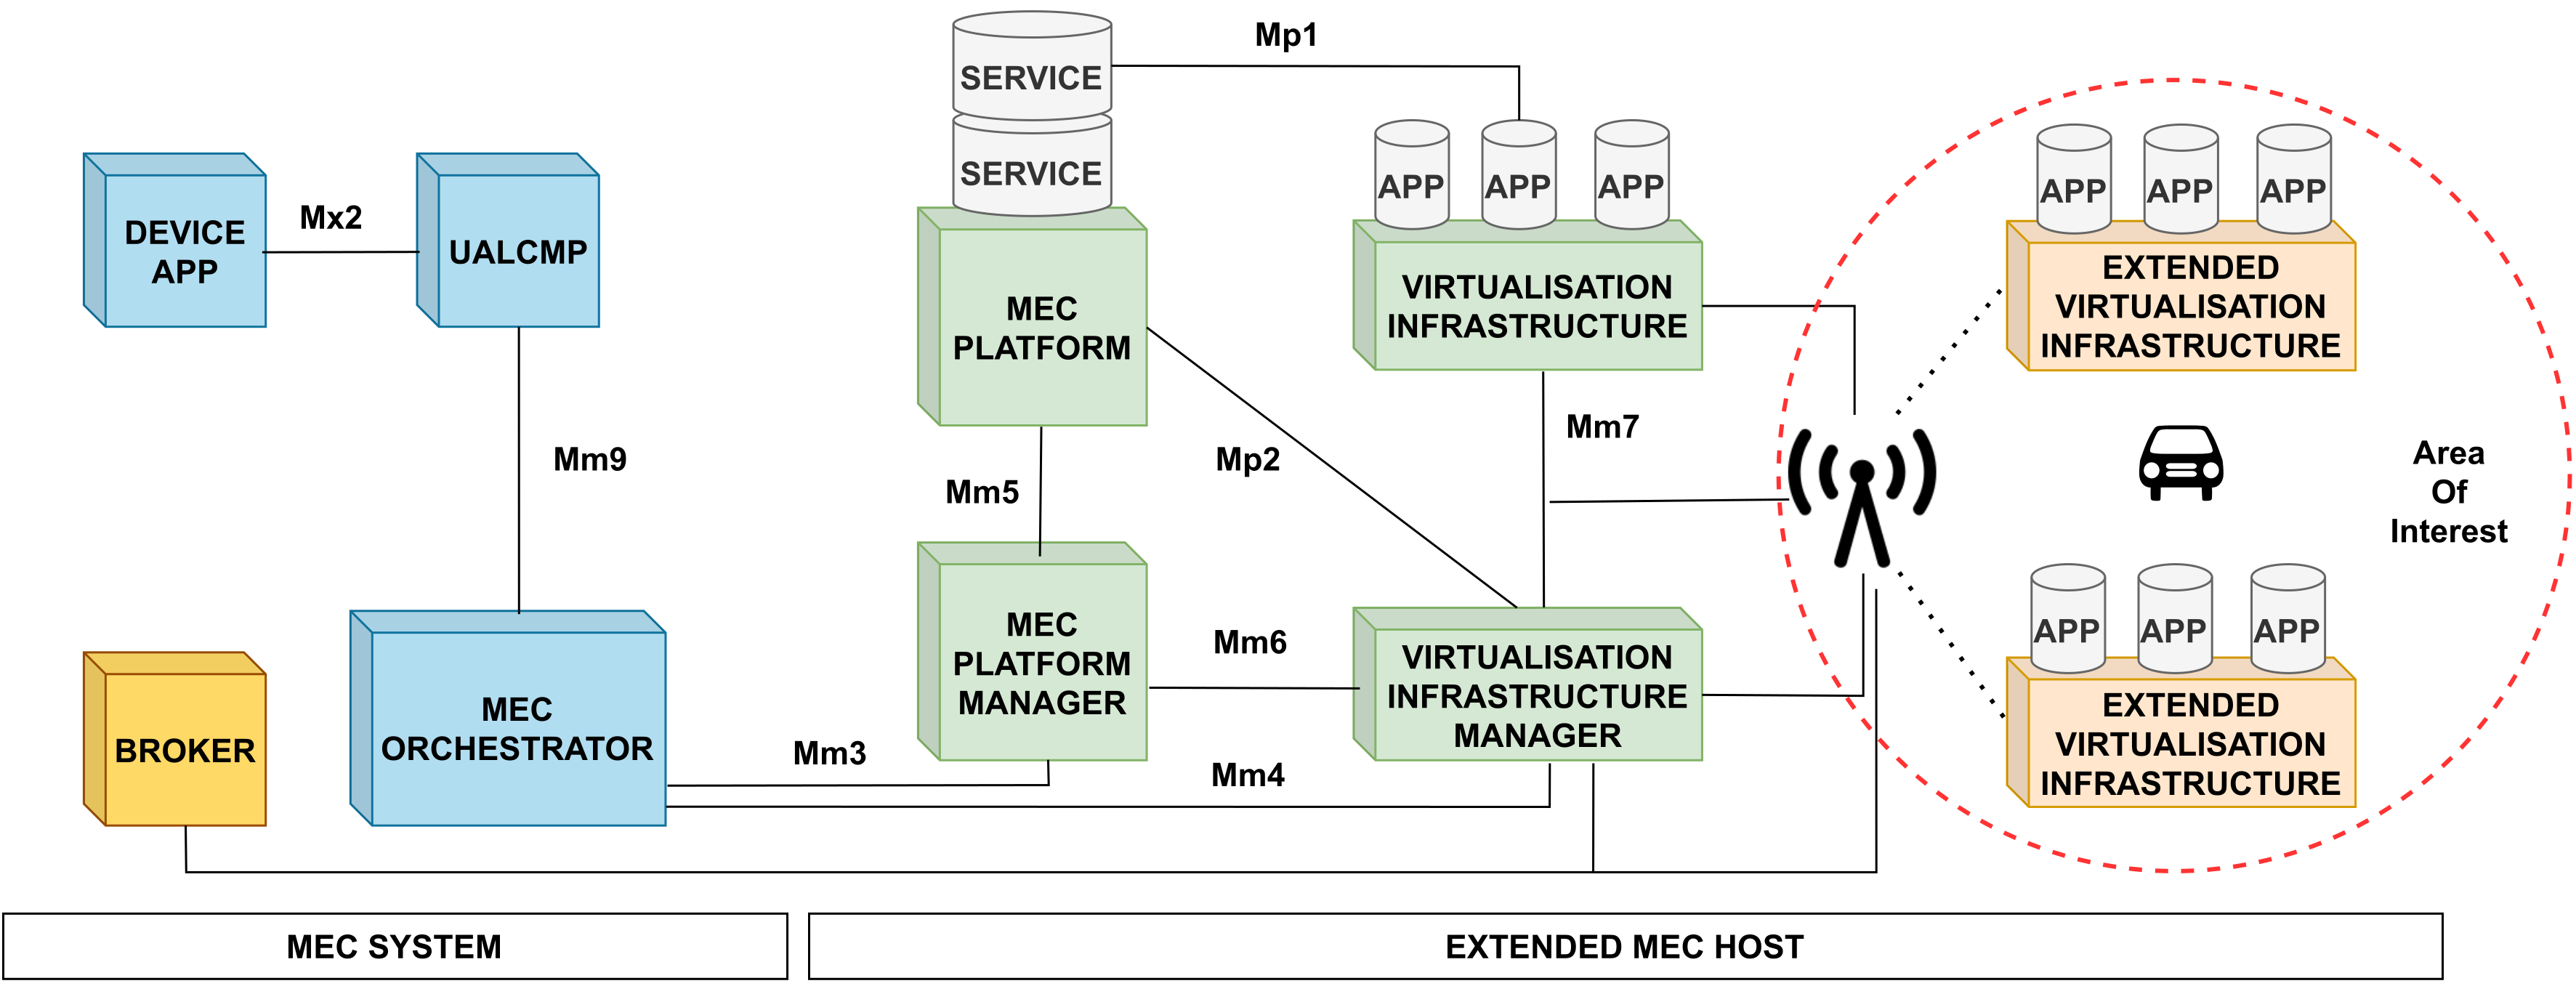 Mp1
SERVICE
SERVICE
APP
APP
APP
APP
APP
APP
DEVICE
APP
Mx2
UALCMP
MEC
PLATFORM
VIRTUALISATION
INFRASTRUCTURE
EXTENDED
VIRTUALISATION
INFRASTRUCTURE
Mm9
Mm5
Mp2
Mm7
Area
Of
Interest
BROKER
MEC
ORCHESTRATOR
MEC
PLATFORM
MANAGER
Mm6
VIRTUALISATION
INFRASTRUCTURE
MANAGER
APP
APP
APP
EXTENDED
VIRTUALISATION
INFRASTRUCTURE
Mm3
Mm4
MEC SYSTEM
EXTENDED MEC HOST